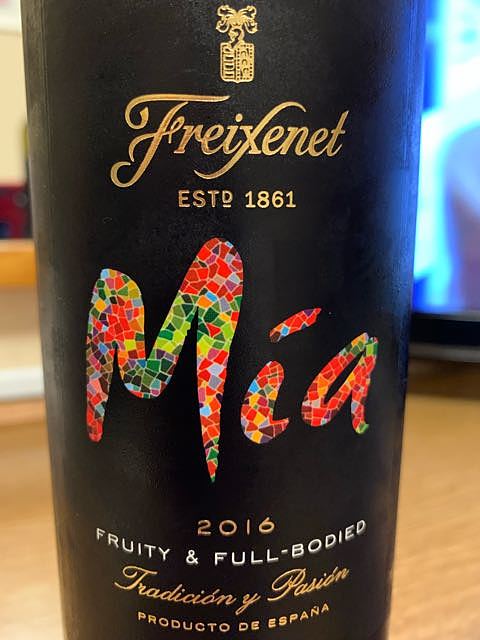 Freixenet
ESTD 1861
Mía
2016
FRUITY & FULL-BODIED
Tradición y Pasión
PRODUCTO DE ESPAÑA